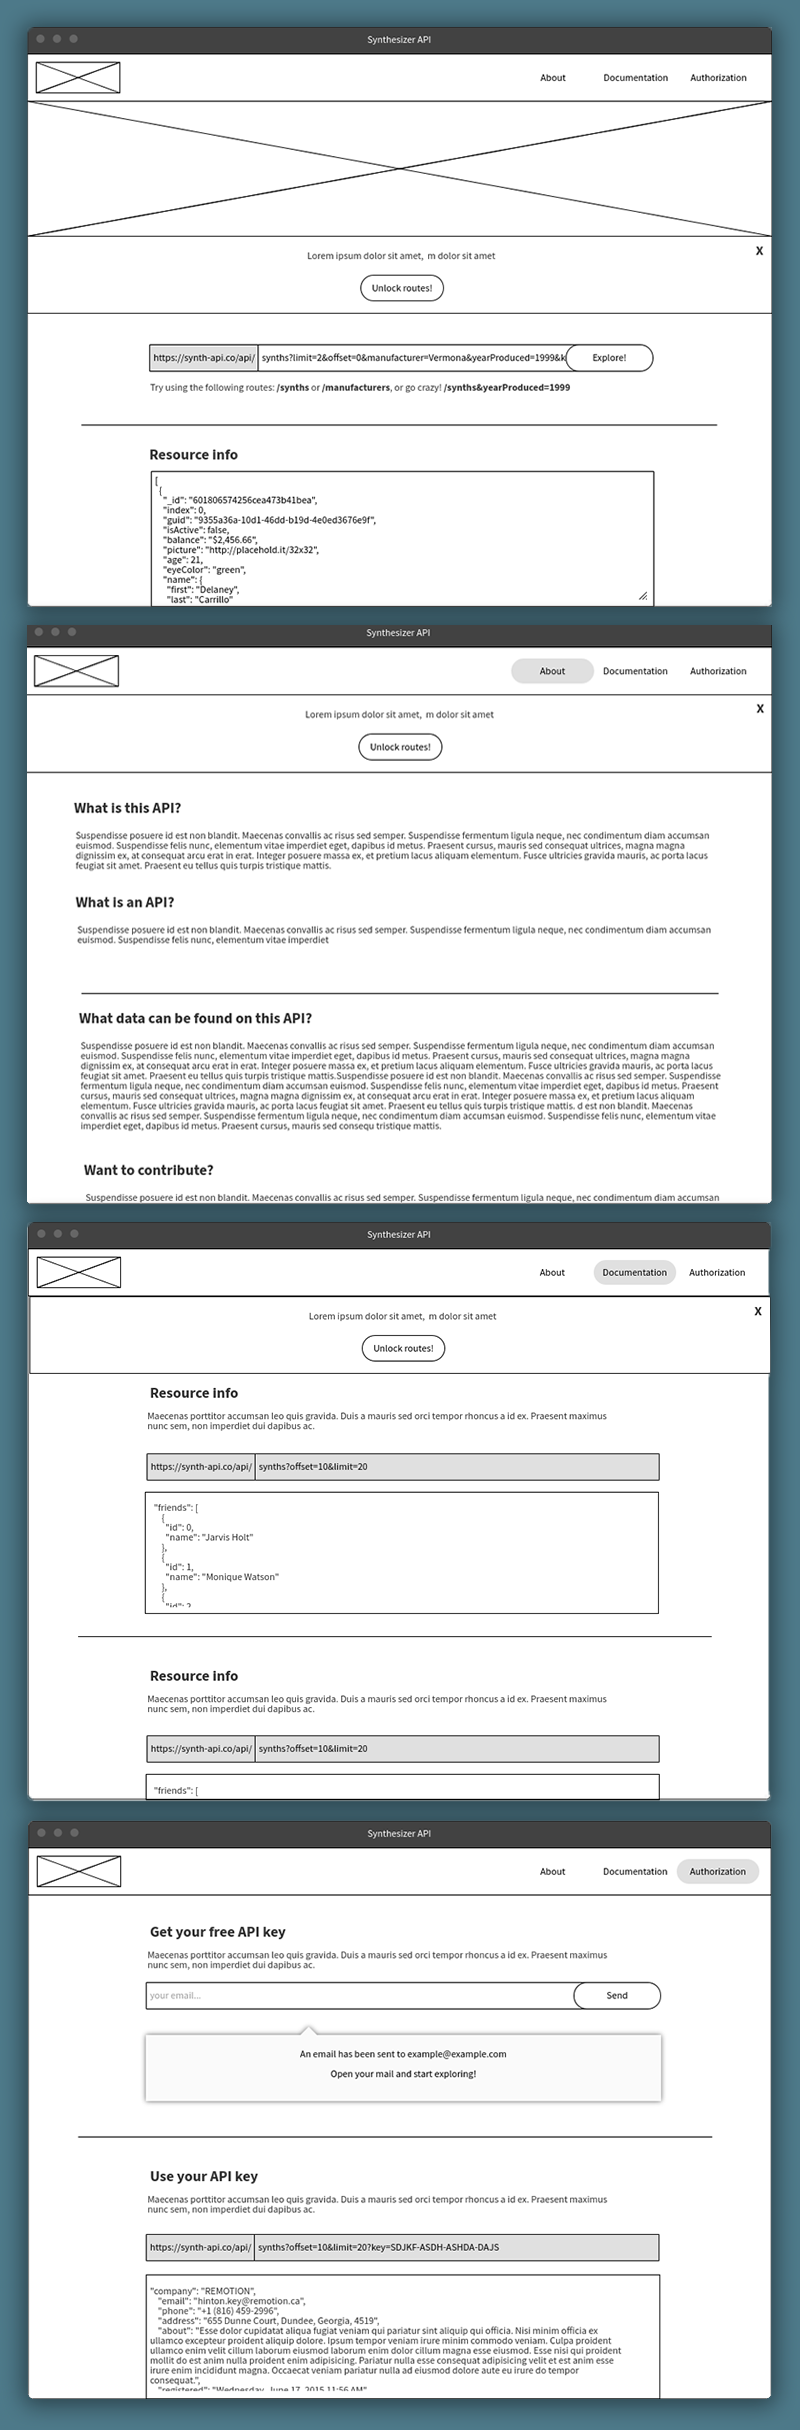 Synthesizer API
About Documentation Authorization
Lorem ipsum dolor sit amet, m dolor sit amet
X
Unlock routes!
https://synth-api.co/api/ synths?limit=2&offset=0&manufacturer=Vermona&yearProduced=1999&k Explore!
Try using the following routes: /synths or /manufacturers, or go crazy! /synths&yearProduced=1999
Resource info
[
{
"_id": "601806574256cea473b41bea",
"index": 0,
"guid": "9355a36a-10d1-46dd-b19d-4e0ed3676e9f",
"isActive": false,
"balance": "$2,456.66",
"picture": "http://placehold.it/32x32",
"age": 21,
"eyeColor": "green",
"name": {
"first": "Delaney",
"last": "Carrillo"
Synthesizer API
About Documentation Authorization
Lorem ipsum dolor sit amet, m dolor sit amet
X
Unlock routes!
What is this API?
Suspendisse posuere id est non blandit. Maecenas convallis ac risus sed semper. Suspendisse fermentum ligula neque, nec condimentum diam accumsan
euismod. Suspendisse felis nunc, elementum vitae imperdiet eget, dapibus id metus. Praesent cursus, mauris sed consequat ultrices, magna magna
dignissim ex, at consequat arcu erat in erat. Integer posuere massa ex, et pretium lacus aliquam elementum. Fusce ultricies gravida mauris, ac porta lacus
feugiat sit amet. Praesent eu tellus quis turpis tristique mattis.
What is an API?
Suspendisse posuere id est non blandit. Maecenas convallis ac risus sed semper. Suspendisse fermentum ligula neque, nec condimentum diam accumsan
euismod. Suspendisse felis nunc, elementum vitae imperdiet
What data can be found on this API?
Suspendisse posuere id est non blandit. Maecenas convallis ac risus sed semper. Suspendisse fermentum ligula neque, nec condimentum diam accumsan
euismod. Suspendisse felis nunc, elementum vitae imperdiet eget, dapibus id metus. Praesent cursus, mauris sed consequat ultrices, magna magna
dignissim ex, at consequat arcu erat in erat. Integer posuere massa ex, et pretium lacus aliquam elementum. Fusce ultricies gravida mauris, ac porta lacus
feugiat sit amet. Praesent eu tellus quis turpis tristique mattis.Suspendisse posuere id est non blandit. Maecenas convallis ac risus sed semper. Suspendisse
fermentum ligula neque, nec condimentum diam accumsan euismod. Suspendisse felis nunc, elementum vitae imperdiet eget, dapibus id metus. Praesent
cursus, mauris sed consequat ultrices, magna magna dignissim ex, at consequat arcu erat in erat. Integer posuere massa ex, et pretium lacus aliquam
elementum. Fusce ultricies gravida mauris, ac porta lacus feugiat sit amet. Praesent eu tellus quis turpis tristique mattis. d est non blandit. Maecenas
convallis ac risus sed semper. Suspendisse fermentum ligula neque, nec condimentum diam accumsan euismod. Suspendisse felis nunc, elementum vitae
imperdiet eget, dapibus id metus. Praesent cursus, mauris sed consequ tristique mattis.
Want to contribute?
Suspendisse posuere id est non blandit. Maecenas convallis ac risus sed semper. Suspendisse fermentum ligula neque, nec condimentum diam accumsan
Synthesizer API
About Documentation Authorization
Lorem ipsum dolor sit amet, m dolor sit amet
X
Unlock routes!
Resource info
Maecenas porttitor accumsan leo quis gravida. Duis a mauris sed orci tempor rhoncus a id ex. Praesent maximus
nunc sem, non imperdiet dui dapibus ac.
https://synth-api.co/api/ synths?offset=10&limit=20
"friends": [
{
"id": 0,
"name": "Jarvis Holt"
},
{
"id": 1,
"name": "Monique Watson"
},
{
"id": 2
Resource info
Maecenas porttitor accumsan leo quis gravida. Duis a mauris sed orci tempor rhoncus a id ex. Praesent maximus
nunc sem, non imperdiet dui dapibus ac.
https://synth-api.co/api/ synths?offset=10&limit=20
"friends": [
Synthesizer API
About Documentation Authorization
Get your free API key
Maecenas porttitor accumsan leo quis gravida. Duis a mauris sed orci tempor rhoncus a id ex. Praesent maximus
nunc sem, non imperdiet dui dapibus ac.
your email... Send
An email has been sent to example@example.com
Open your mail and start exploring!
Use your API key
Maecenas porttitor accumsan leo quis gravida. Duis a mauris sed orci tempor rhoncus a id ex. Praesent maximus
nunc sem, non imperdiet dui dapibus ac.
https://synth-api.co/api/ synths?offset=10&limit=20?key=SDJKF-ASDH-ASHDA-DAJS
"company": "REMOTION",
"email": "hinton.key@remotion.ca",
"phone": "+1 (816) 459-2996",
"address": "655 Dunne Court, Dundee, Georgia, 4519",
"about": "Esse dolor cupidatat aliqua fugiat veniam qui pariatur sint aliquip qui officia. Nisi minim officia ex
ullamco excepteur proident aliquip dolore. Ipsum tempor veniam irure minim commodo veniam. Culpa proident
ullamco enim velit cillum laborum eiusmod laborum enim dolor cillum magna esse eiusmod. Esse nisi qui proident
mollit do est anim nulla proident enim adipisicing. Pariatur nulla esse consequat adipisicing velit et est anim esse
irure enim incididunt magna. Occaecat veniam pariatur nulla ad eiusmod dolore aute eu irure do tempor
consequat.",
"registered": "Wednesday, June 17, 2015 11:56 AM"